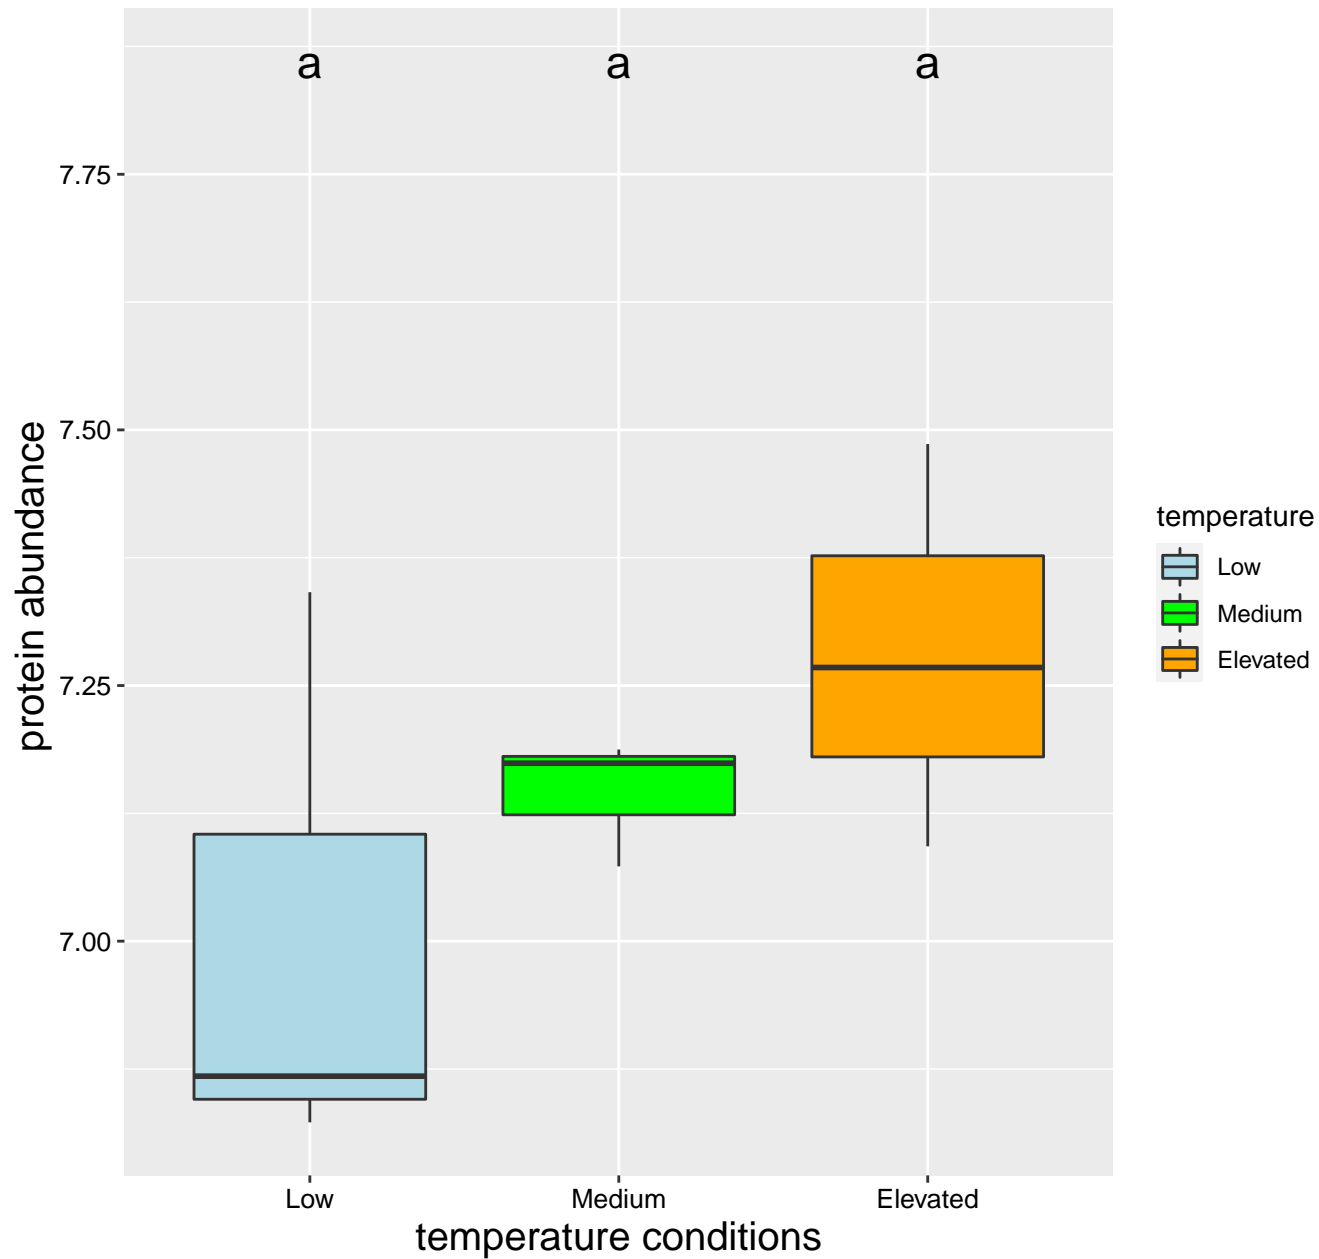 a a a
7.75
7.50
7.25
7.00
protein abundance
Low Medium Elevated
temperature conditions
temperature
Low
Medium
Elevated